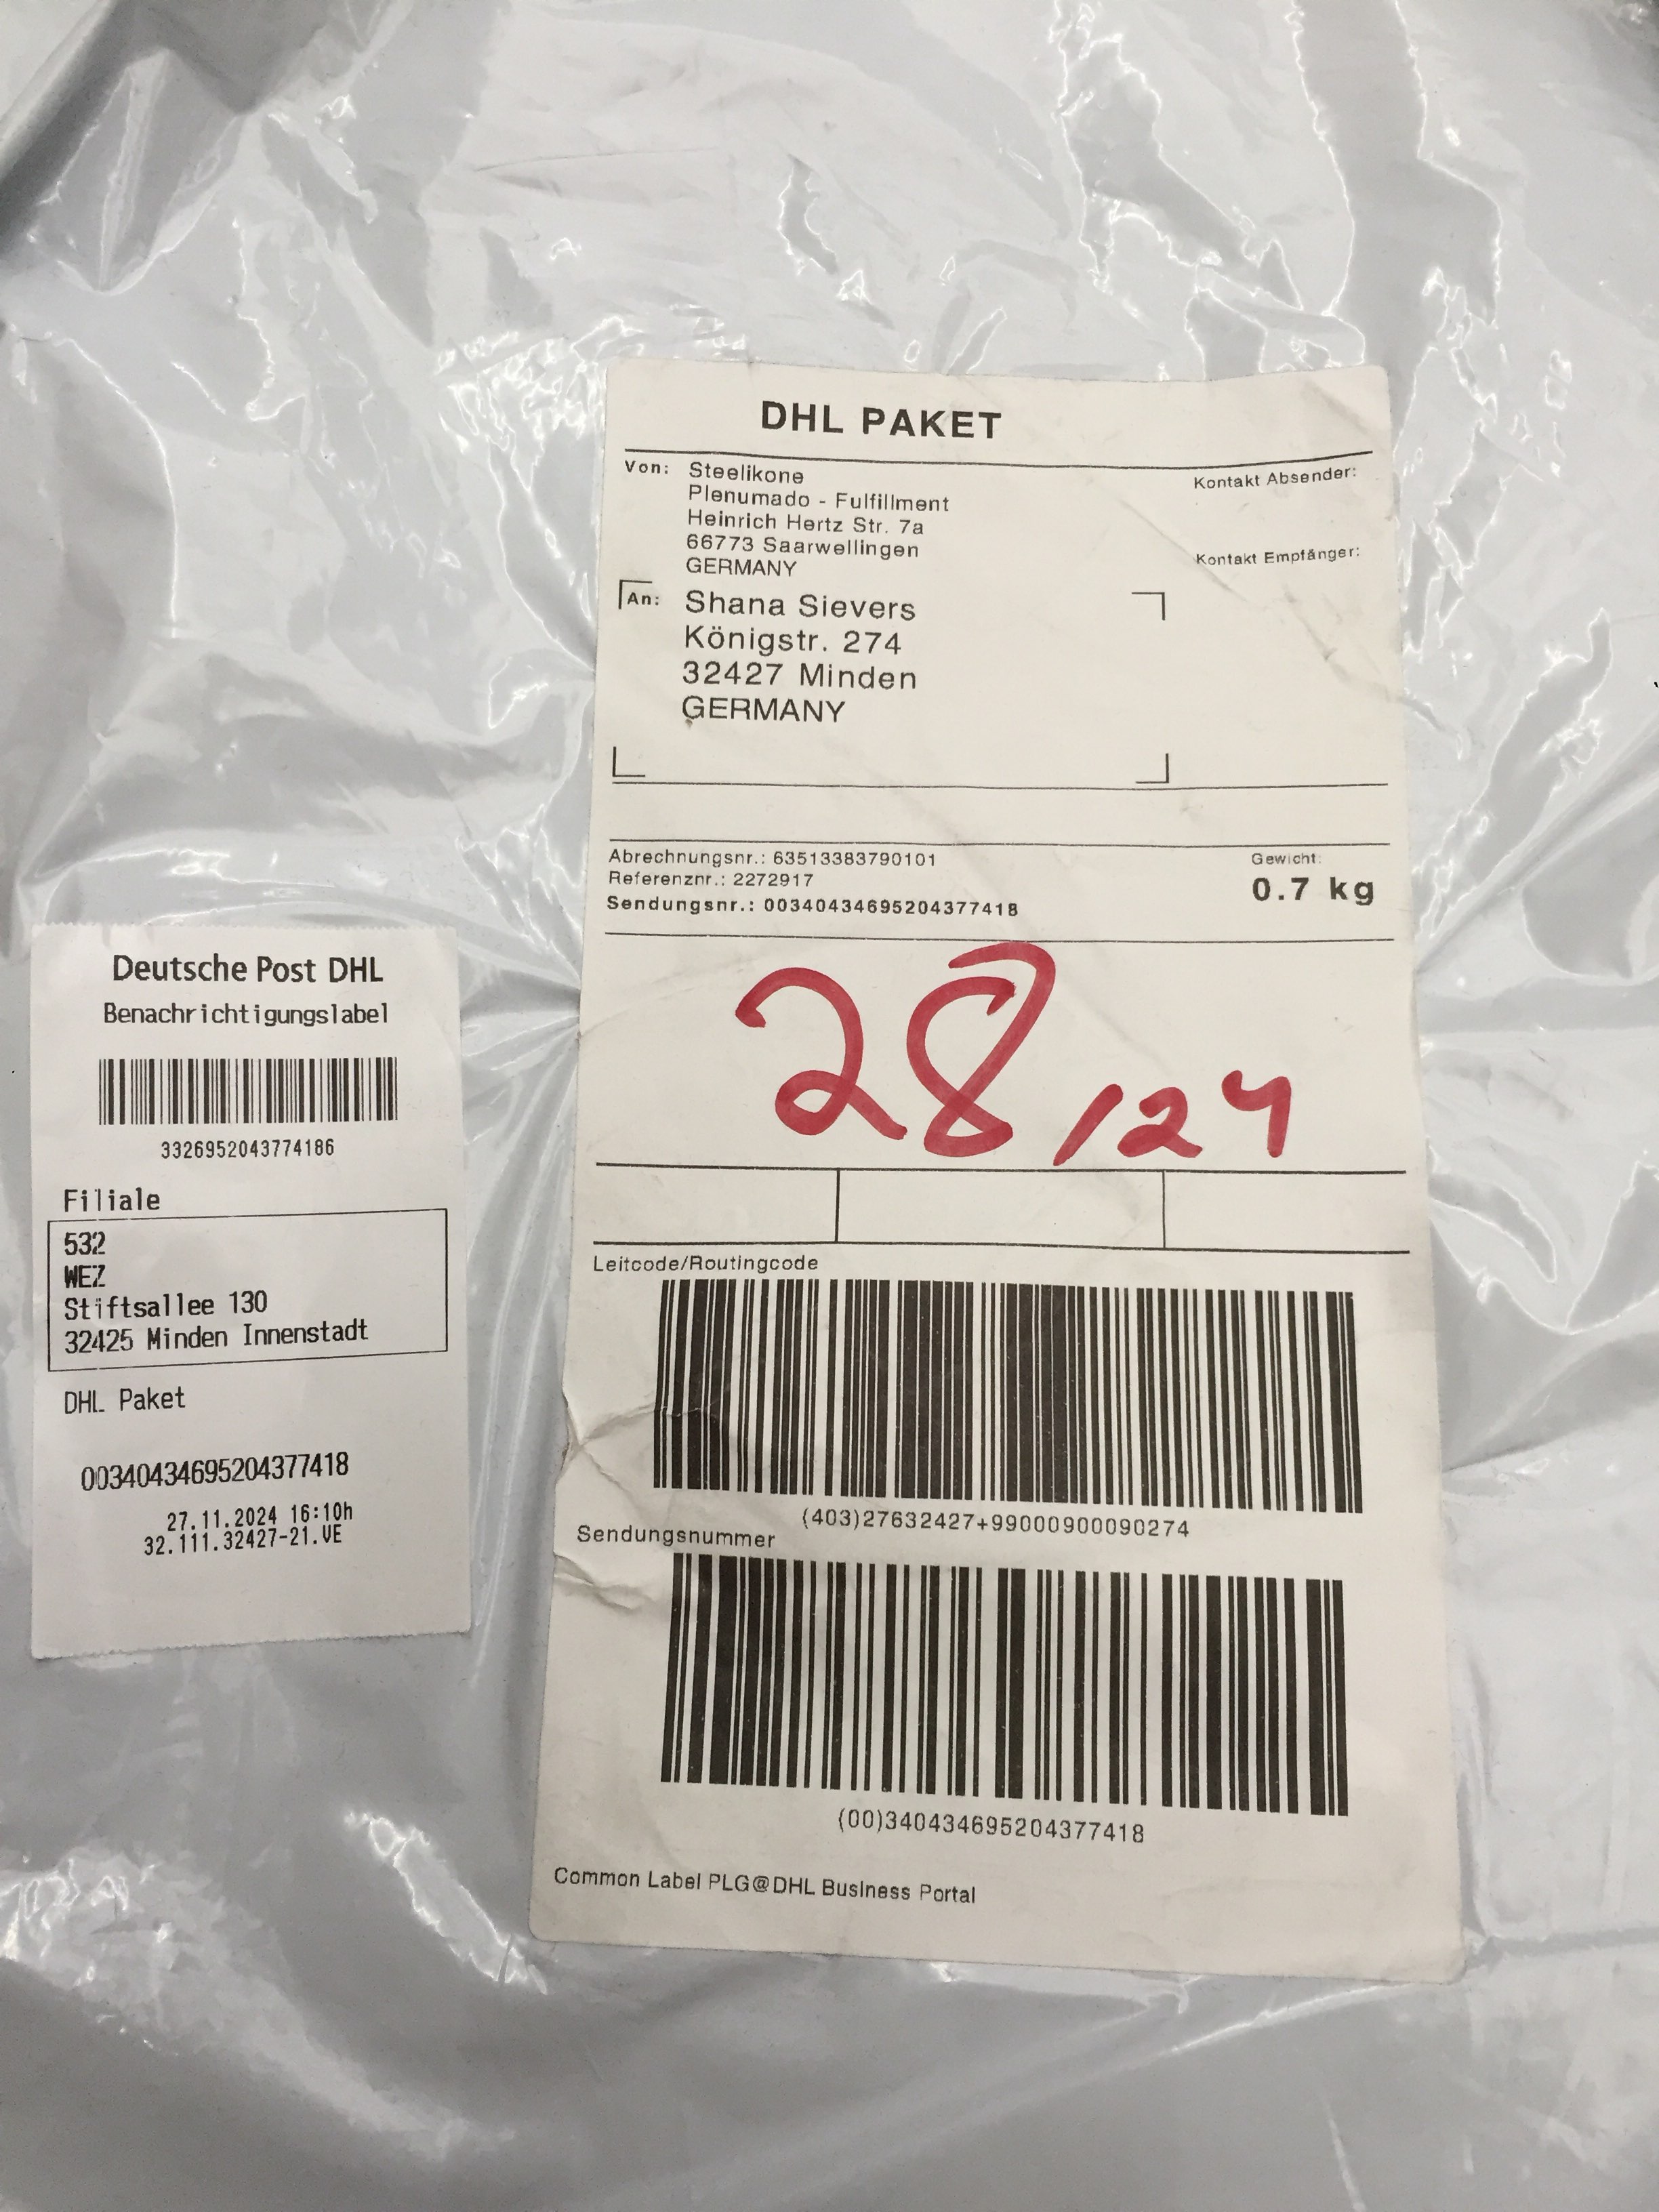 DHL PAKET
Von: Steelikone
Plenumado - Fulfillment
Heinrich Hertz Str. 7a
66773 Saarwellingen
GERMANY
Kontakt Absender:
Kontakt Empfänger:
An: Shana Sievers
Königstr. 274
32427 Minden
GERMANY
Abrechnungsnr.: 63513383790101
Referenznr.: 2272917
Sendungsnr.: 00340434695204377418
Gewicht:
0.7 kg
28/24
Leitcode/Routingcode
(403)27632427+99000900090274
Sendungsnummer
(00)340434695204377418
Common Label PLG@DHL Business Portal
Deutsche Post DHL
Benachrichtigungslabel
3326952043774186
Filiale
532
WEZ
Stiftsallee 130
32425 Minden Innenstadt
DHL Paket
00340434695204377418
27.11.2024 16:10h
32.111.32427-21.VE